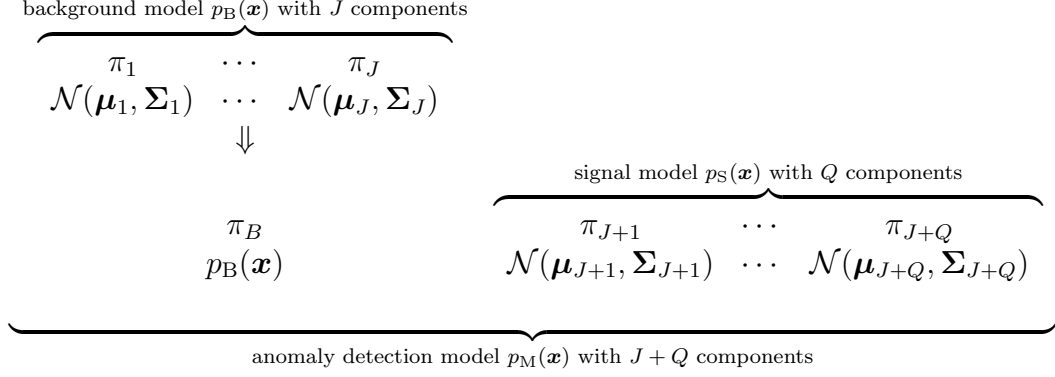 background model p_B(x) with J components
π_1 ⋯ π_J
𝒩(μ_1, Σ_1) ⋯ 𝒩(μ_J, Σ_J)
⇓
signal model p_S(x) with Q components
π_B π_{J+1} ⋯ π_{J+Q}
p_B(x) 𝒩(μ_{J+1}, Σ_{J+1}) ⋯ 𝒩(μ_{J+Q}, Σ_{J+Q})
anomaly detection model p_M(x) with J + Q components